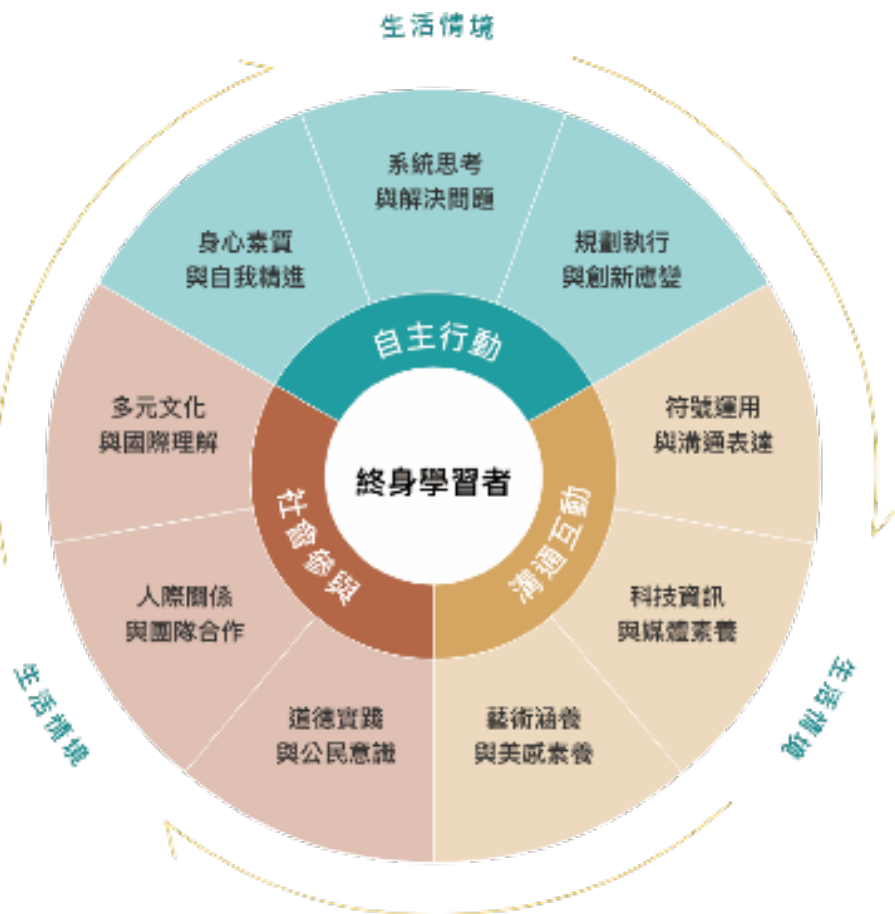 生活情境
系統思考
與解決問題
身心素質
與自我精進
規劃執行
與創新應變
自主行動
多元文化
與國際理解
符號運用
與溝通表達
終身學習者
社會參與
溝通互動
人際關係
與團隊合作
科技資訊
與媒體素養
道德實踐
與公民意識
藝術涵養
與美感素養
生活情境
生活情境